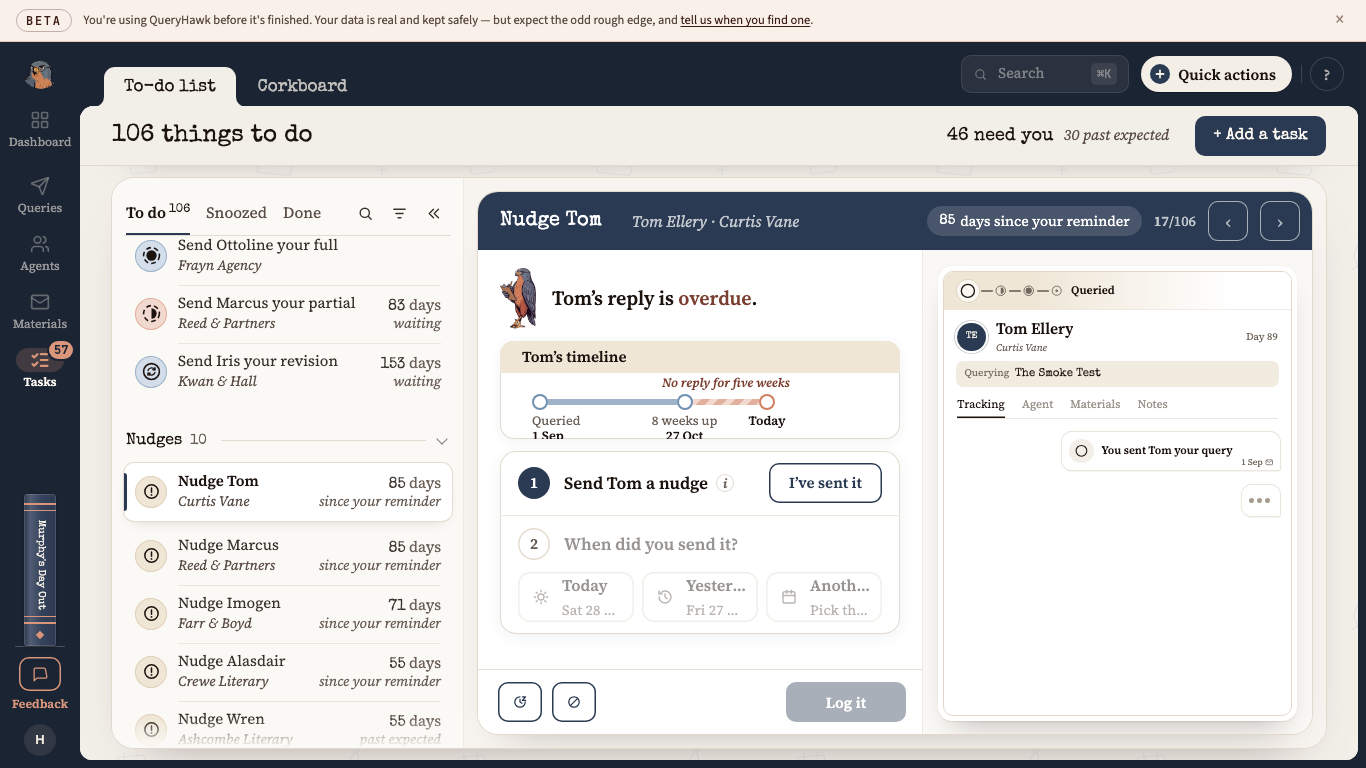 BETA
You're using QueryHawk before it's finished. Your data is real and kept safely — but expect the odd rough edge, and tell us when you find one.
×
To-do list
Corkboard
Search
⌘K
+ Quick actions
?
Dashboard
Queries
Agents
Materials
57
Tasks
Murphy's Day Out
Feedback
H
106 things to do
46 need you
30 past expected
+ Add a task
To do 106
Snoozed
Done
Send Ottoline your full
Frayn Agency
Send Marcus your partial
83 days
Reed & Partners
waiting
Send Iris your revision
153 days
Kwan & Hall
waiting
Nudges 10
Nudge Tom
85 days
Curtis Vane
since your reminder
Nudge Marcus
85 days
Reed & Partners
since your reminder
Nudge Imogen
71 days
Farr & Boyd
since your reminder
Nudge Alasdair
55 days
Crewe Literary
since your reminder
Nudge Wren
55 days
Ashcombe Literary
past expected
Nudge Tom
Tom Ellery · Curtis Vane
85 days since your reminder
17/106
‹
›
Tom's reply is overdue.
Tom's timeline
No reply for five weeks
Queried
8 weeks up
Today
1 Sep
27 Oct
1
Send Tom a nudge
i
I've sent it
2
When did you send it?
Today
Sat 28 ...
Yester...
Fri 27 ...
Anoth...
Pick th...
Log it
Queried
TE
Tom Ellery
Curtis Vane
Day 89
Querying The Smoke Test
Tracking
Agent
Materials
Notes
You sent Tom your query
1 Sep